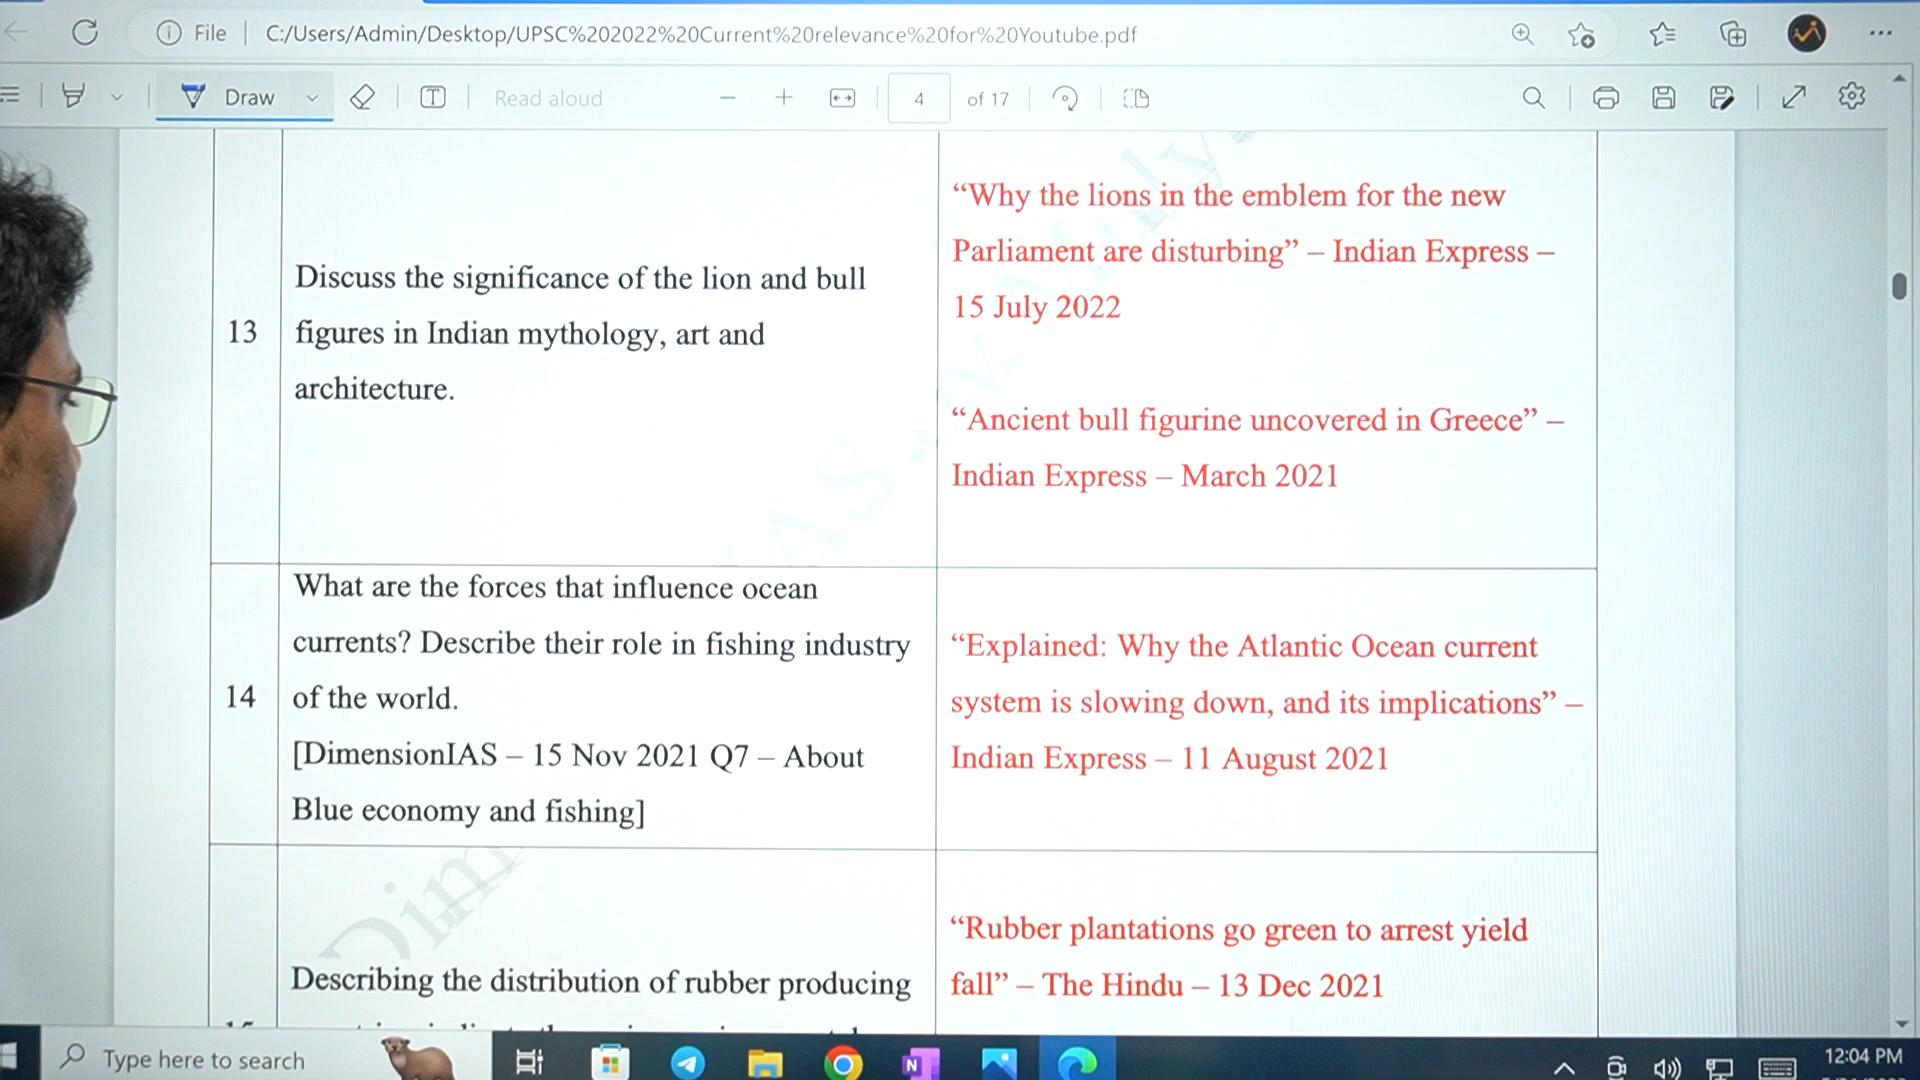 File
C:/Users/Admin/Desktop/UPSC%202022%20Current%20relevance%20for%20Youtube.pdf
Draw
Read aloud
4
of 17
13
Discuss the significance of the lion and bull
figures in Indian mythology, art and
architecture.
“Why the lions in the emblem for the new
Parliament are disturbing” – Indian Express –
15 July 2022
“Ancient bull figurine uncovered in Greece” –
Indian Express – March 2021
14
What are the forces that influence ocean
currents? Describe their role in fishing industry
of the world.
[DimensionIAS – 15 Nov 2021 Q7 – About
Blue economy and fishing]
“Explained: Why the Atlantic Ocean current
system is slowing down, and its implications” –
Indian Express – 11 August 2021
Describing the distribution of rubber producing
“Rubber plantations go green to arrest yield
fall” – The Hindu – 13 Dec 2021
Type here to search
12:04 PM